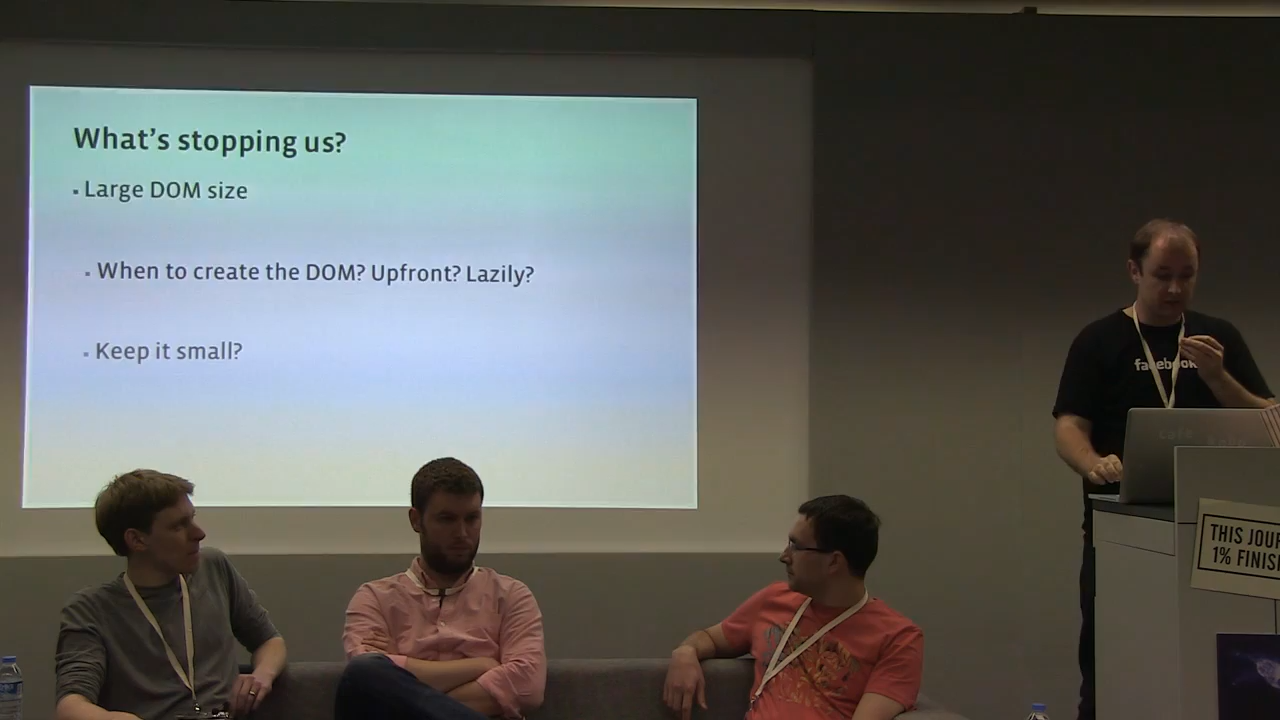 What's stopping us?
▪ Large DOM size
▪ When to create the DOM? Upfront? Lazily?
▪ Keep it small?
facebook
THIS JOUR
1% FINIS